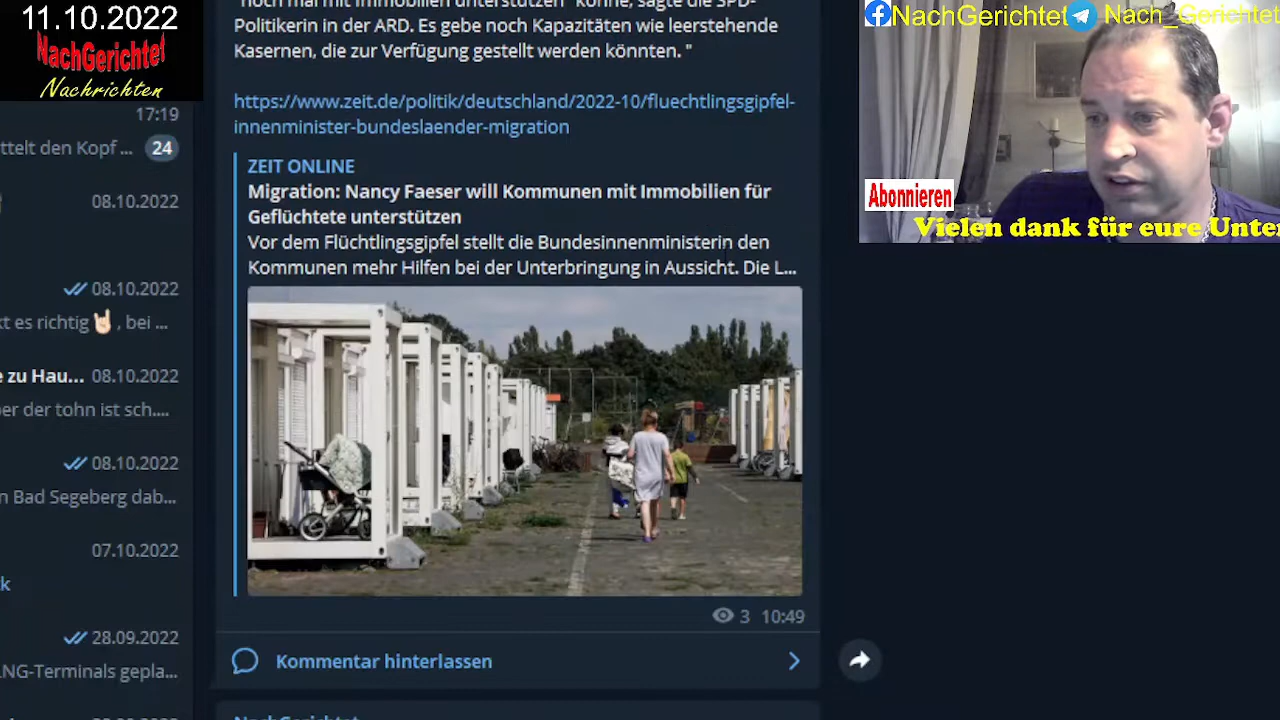 11.10.2022
NachGerichtet
Nachrichten
17:19
ttelt den Kopf ... 24
08.10.2022
08.10.2022
t es richtig🤘🏻, bei ...
e zu Hau... 08.10.2022
er der tohn ist sch....
08.10.2022
n Bad Segeberg dab...
07.10.2022
k
28.09.2022
LNG-Terminals gepla...
"noch mal mit Immobilien unterstützen" könne, sagte die SPD-
Politikerin in der ARD. Es gebe noch Kapazitäten wie leerstehende
Kasernen, die zur Verfügung gestellt werden könnten. "
https://www.zeit.de/politik/deutschland/2022-10/fluechtlingsgipfel-
innenminister-bundeslaender-migration
ZEIT ONLINE
Migration: Nancy Faeser will Kommunen mit Immobilien für
Geflüchtete unterstützen
Vor dem Flüchtlingsgipfel stellt die Bundesinnenministerin den
Kommunen mehr Hilfen bei der Unterbringung in Aussicht. Die L...
3 10:49
Kommentar hinterlassen
NachGerichtet
NachGerichtet Nach_Gerichtet
Abonnieren
Vielen dank für eure Unter